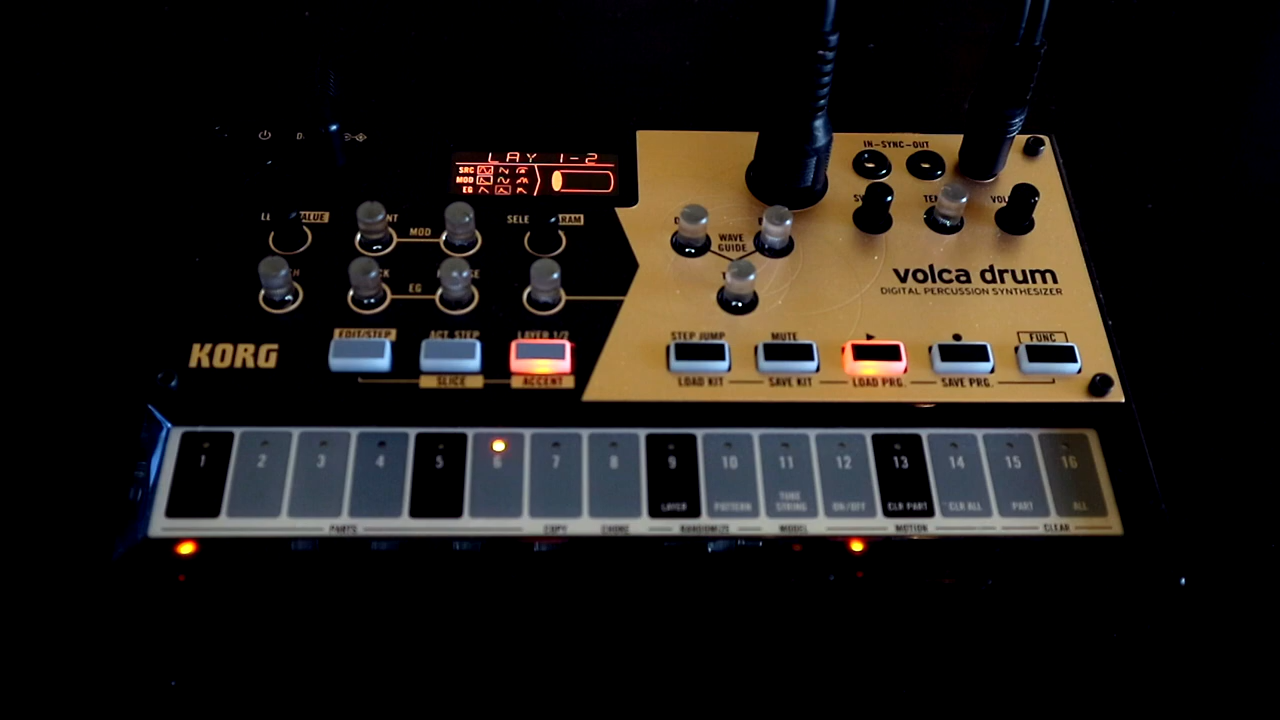 IN-SYNC-OUT
LAY 1-2
SRC
MOD
EG
MOD
WAVE
GUIDE
EG
volca drum
DIGITAL PERCUSSION SYNTHESIZER
KORG
EDIT/STEP
ACT.STEP
LAYER 1/2
STEP JUMP
MUTE
FUNC
SLICE
ACCENT
LOAD KIT
SAVE KIT
LOAD PRG.
SAVE PRG.
1 2 3 4 5 6 7 8 9 10 11 12 13 14 15 16
LAYER
PATTERN
TUNE
STRING
ON/OFF
CLR PART
CLR ALL
PART
ALL
PARTS
RANDOMIZE
MODEL
MOTION
CLEAR